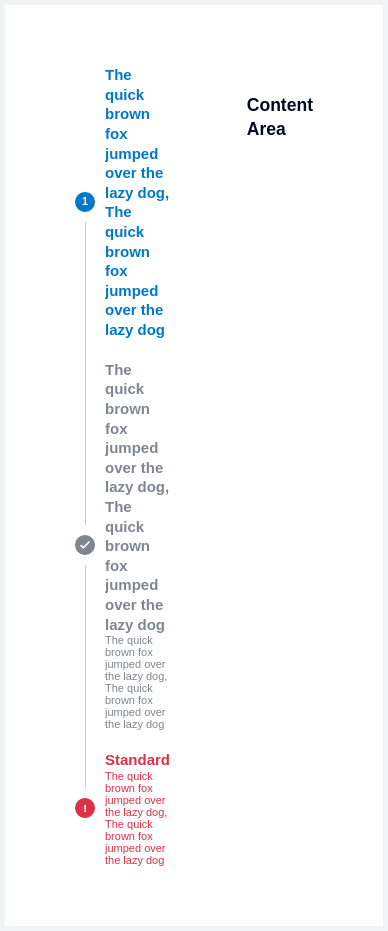 The
quick
brown
fox
jumped
over the
lazy dog,
1
The
quick
brown
fox
jumped
over the
lazy dog
The
quick
brown
fox
jumped
over the
lazy dog,
The
quick
brown
fox
jumped
over the
lazy dog
The quick
brown fox
jumped over
the lazy dog,
The quick
brown fox
jumped over
the lazy dog
Standard
The quick
brown fox
jumped over
!
the lazy dog,
The quick
brown fox
jumped over
the lazy dog
Content
Area